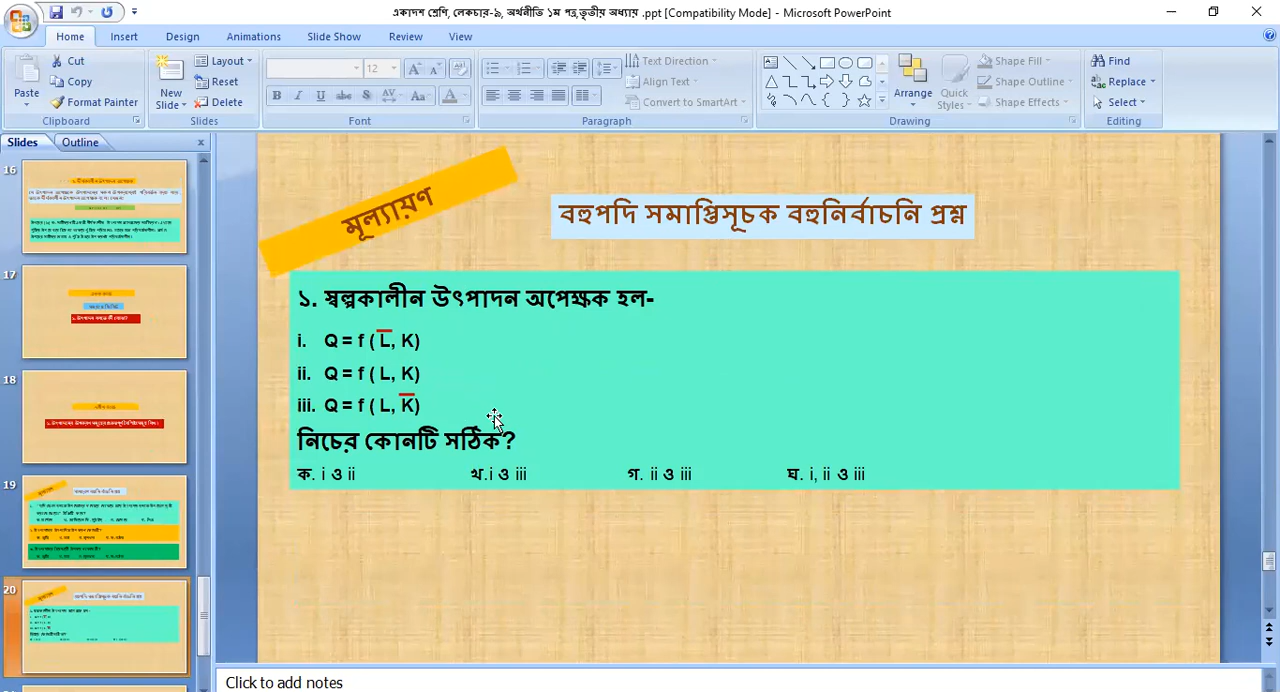 একাদশ শ্রেণি, লেকচার-৯, অর্থনীতি ১ম পত্র,তৃতীয় অধ্যায় .ppt [Compatibility Mode] - Microsoft PowerPoint
Home Insert Design Animations Slide Show Review View
Cut Layout 12 Text Direction Shape Fill Find
Copy Reset Align Text Shape Outline Replace
Paste Format Painter New Slide Delete B I U abc S AV Aa A Convert to SmartArt Arrange Quick Styles Shape Effects Select
Clipboard Slides Font Paragraph Drawing Editing
Slides Outline
16
17
18
19
20
মূল্যায়ণ
বহুপদি সমাপ্তিসূচক বহুনির্বাচনি প্রশ্ন
১. স্বল্পকালীন উৎপাদন অপেক্ষক হল-
i. Q = f ( L̅, K)
ii. Q = f ( L, K)
iii. Q = f ( L, K̅)
নিচের কোনটি সঠিক?
ক. i ও ii খ.i ও iii গ. ii ও iii ঘ. i, ii ও iii
Click to add notes